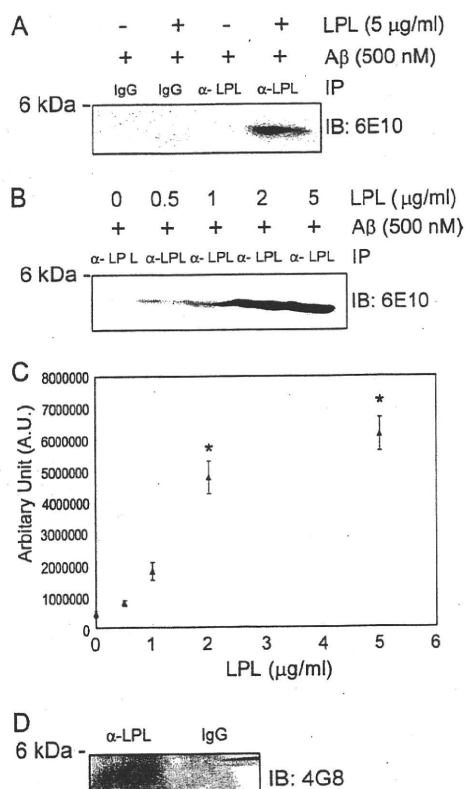 A
- + - + LPL (5 µg/ml)
+ + + + Aβ (500 nM)
IgG IgG α- LPL α-LPL IP
6 kDa -
IB: 6E10
B
0 0.5 1 2 5 LPL (µg/ml)
+ + + + + Aβ (500 nM)
α- LP L α-LPL α- LPL α- LPL α- LPL IP
6 kDa -
IB: 6E10
C
Arbitary Unit (A.U.)
8000000
7000000
6000000
5000000
4000000
3000000
2000000
1000000
0
* *
0 1 2 3 4 5 6
LPL (µg/ml)
D
α-LPL IgG
6 kDa -
IB: 4G8